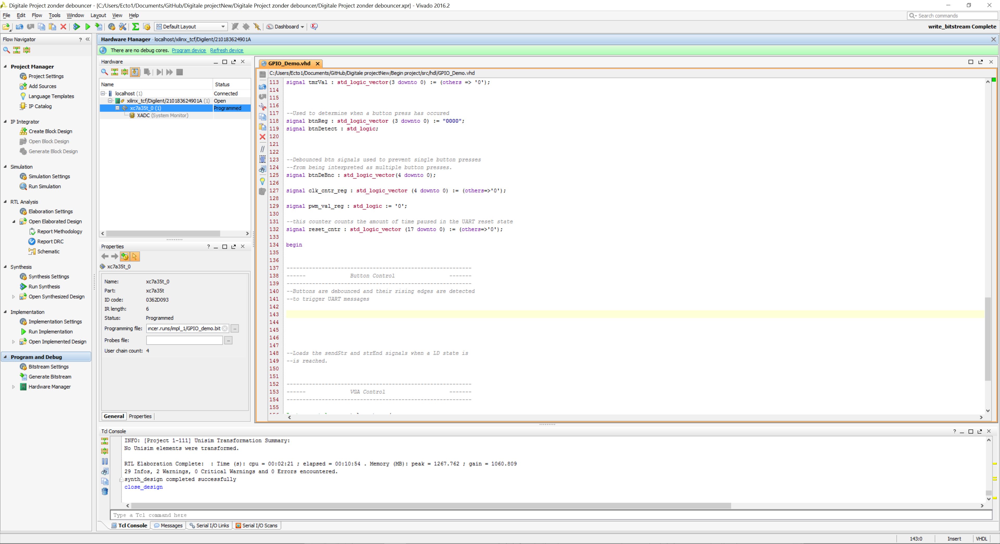 Digitale Project zonder debouncer - [C:/Users/Ecto1/Documents/GitHub/Digitale projectNew/Digitale Project zonder debouncer/Digitale Project zonder debouncer.xpr] - Vivado 2016.2
File Edit Flow Tools Window Layout View Help
Search commands
Default Layout
Dashboard
write_bitstream Complete
Flow Navigator
Project Manager
Project Settings
Add Sources
Language Templates
IP Catalog
IP Integrator
Create Block Design
Open Block Design
Generate Block Design
Simulation
Simulation Settings
Run Simulation
RTL Analysis
Elaboration Settings
Open Elaborated Design
Report Methodology
Report DRC
Schematic
Synthesis
Synthesis Settings
Run Synthesis
Open Synthesized Design
Implementation
Implementation Settings
Run Implementation
Open Implemented Design
Program and Debug
Bitstream Settings
Generate Bitstream
Hardware Manager
Hardware Manager - localhost/xilinx_tcf/Digilent/210183624901A
There are no debug cores. Program device Refresh device
Hardware
Name Status
localhost (1) Connected
xilinx_tcf/Digilent/210183624901A (1) Open
xc7a35t_0 (1) Programmed
XADC (System Monitor)
Properties
xc7a35t_0
Name: xc7a35t_0
Part: xc7a35t
ID code: 0362D093
IR length: 6
Status: Programmed
Programming file: ıncer.runs/impl_1/GPIO_demo.bit ...
Probes file: ...
User chain count: 4
General Properties
GPIO_Demo.vhd
C:/Users/Ecto1/Documents/GitHub/Digitale projectNew/Begin project/src/hdl/GPIO_Demo.vhd
113 signal tmrVal : std_logic_vector(3 downto 0) := (others => '0');
114
115
116
117 --Used to determine when a button press has occured
118 signal btnReg : std_logic_vector (3 downto 0) := "0000";
119 signal btnDetect : std_logic;
120
121
122
123 --Debounced btn signals used to prevent single button presses
124 --from being interpreted as multiple button presses.
125 signal btnDeBnc : std_logic_vector(4 downto 0);
126
127 signal clk_cntr_reg : std_logic_vector (4 downto 0) := (others=>'0');
128
129 signal pwm_val_reg : std_logic := '0';
130
131 --this counter counts the amount of time paused in the UART reset state
132 signal reset_cntr : std_logic_vector (17 downto 0) := (others=>'0');
133
134 begin
135
136
137 ----------------------------------------------------------
138 ------ Button Control -------
139 ----------------------------------------------------------
140 --Buttons are debounced and their rising edges are detected
141 --to trigger UART messages
142
143
144
145
146
147
148 --Loads the sendStr and strEnd signals when a LD state is
149 --is reached.
150
151
152 ----------------------------------------------------------
153 ------ VGA Control -------
154 ----------------------------------------------------------
155
Tcl Console
INFO: [Project 1-111] Unisim Transformation Summary:
No Unisim elements were transformed.
RTL Elaboration Complete: : Time (s): cpu = 00:02:21 ; elapsed = 00:10:54 . Memory (MB): peak = 1267.762 ; gain = 1060.809
29 Infos, 2 Warnings, 0 Critical Warnings and 0 Errors encountered.
synth_design completed successfully
close_design
Type a Tcl command here
Tcl Console Messages Serial I/O Links Serial I/O Scans
143:0 Insert VHDL